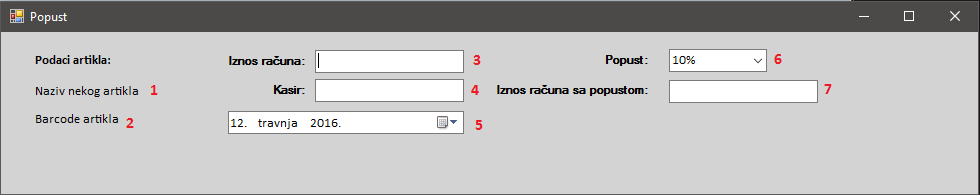 Popust
Podaci artikla:
Iznos računa:
3
Popust:
10%
6
Naziv nekog artikla
1
Kasir:
4
Iznos računa sa popustom:
7
Barcode artikla
2
12. travnja 2016.
5